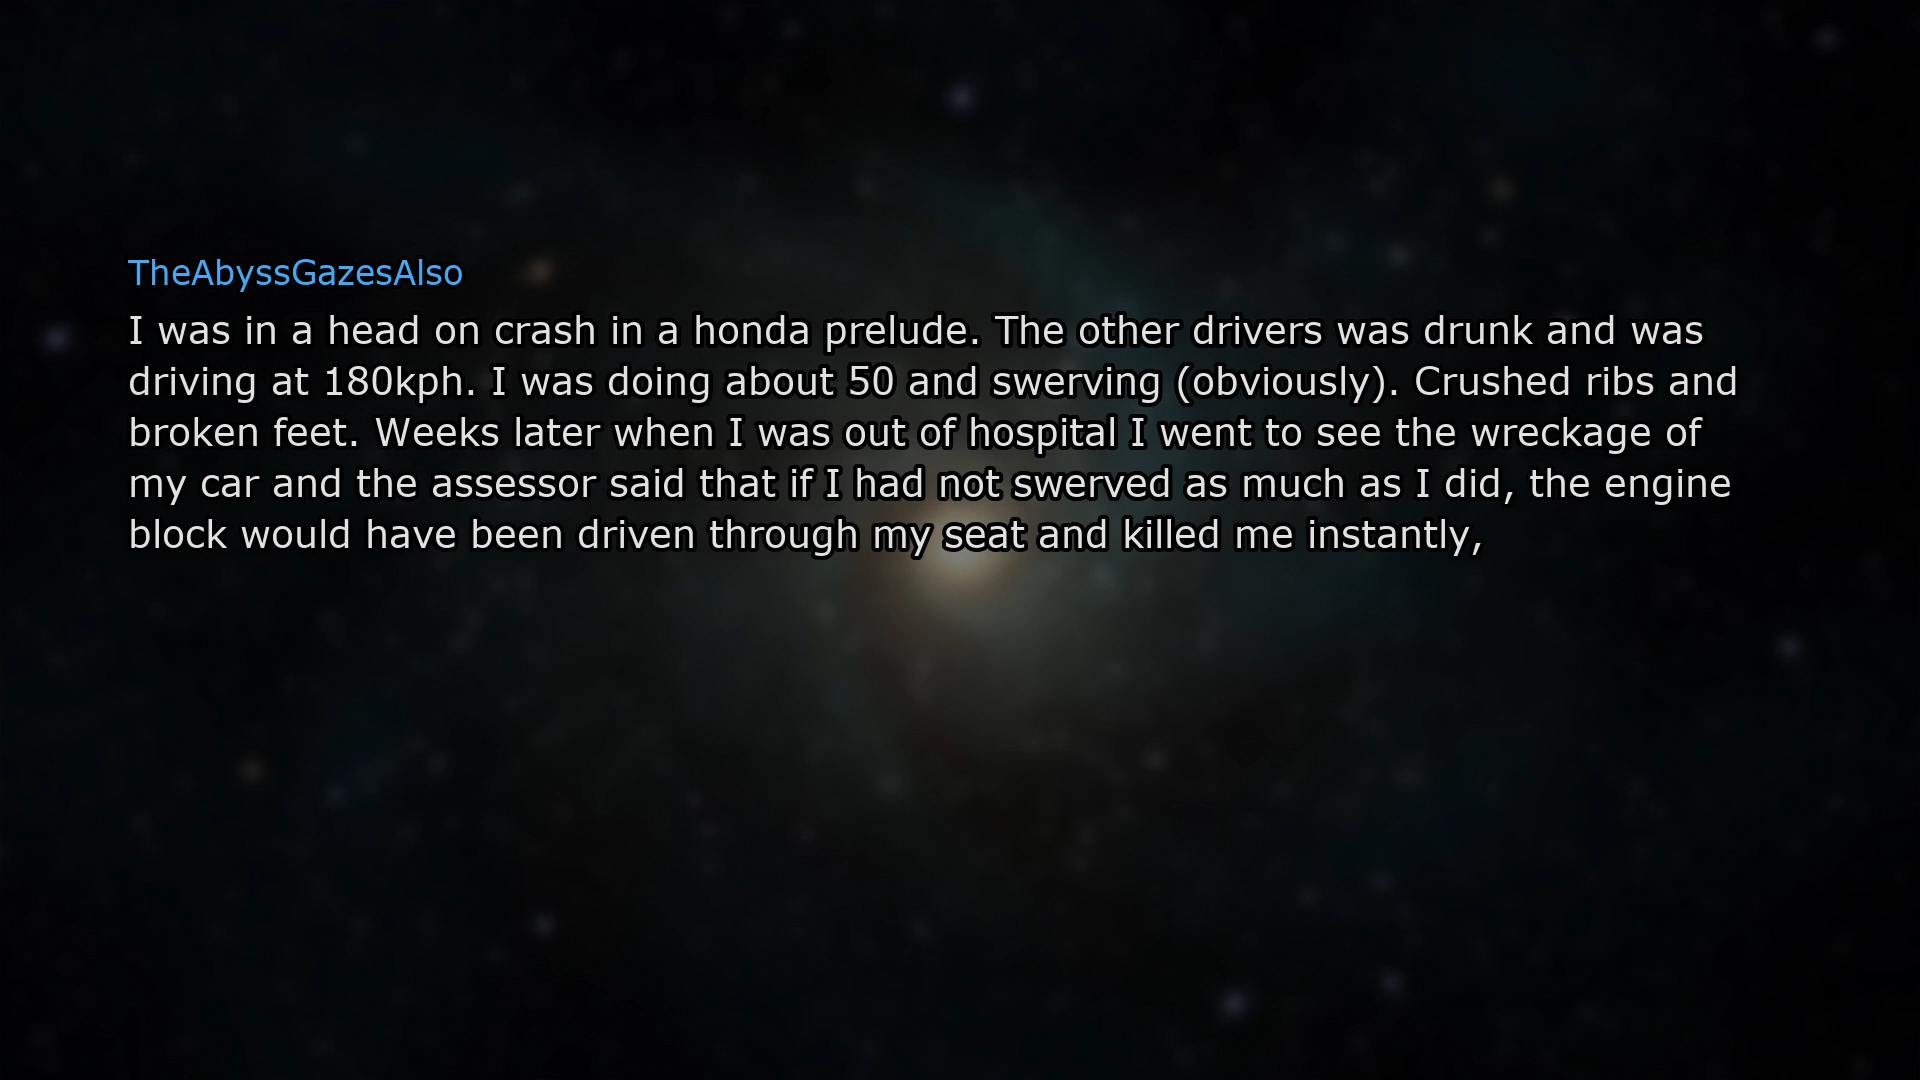 TheAbyssGazesAlso
I was in a head on crash in a honda prelude. The other drivers was drunk and was
driving at 180kph. I was doing about 50 and swerving (obviously). Crushed ribs and
broken feet. Weeks later when I was out of hospital I went to see the wreckage of
my car and the assessor said that if I had not swerved as much as I did, the engine
block would have been driven through my seat and killed me instantly,